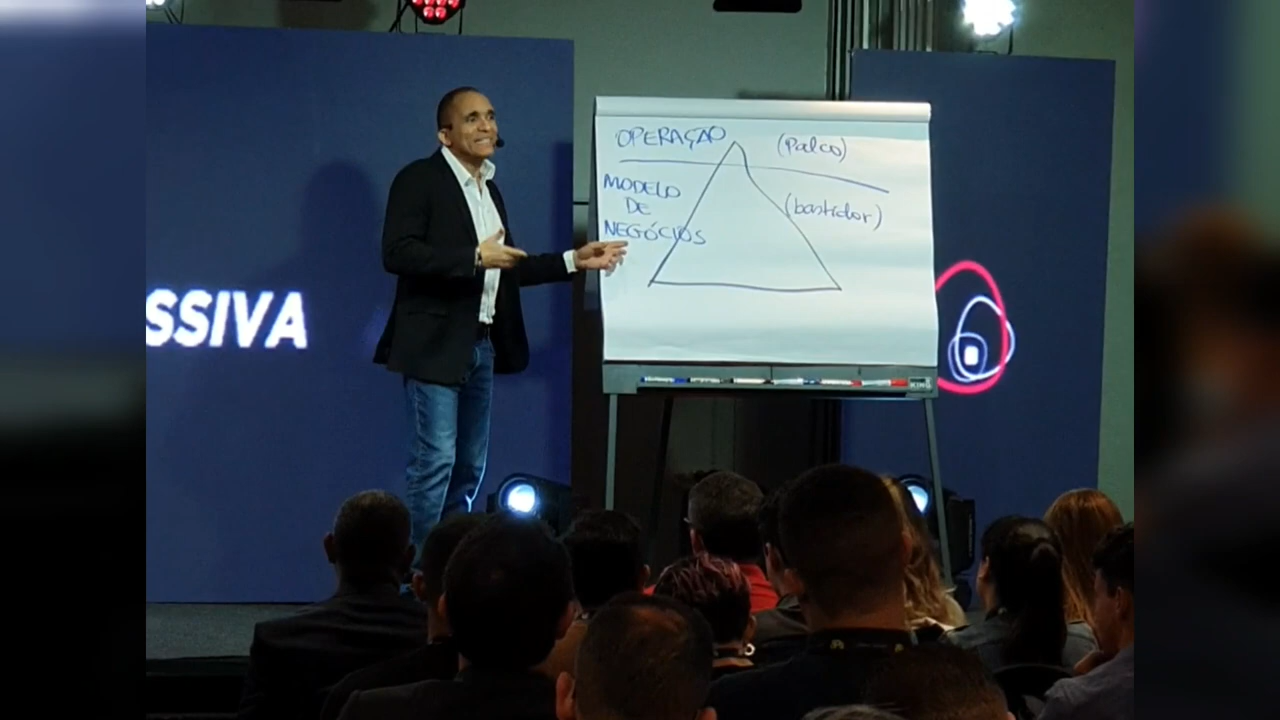 OPERAÇÃO (Palco)
MODELO
DE (bastidor)
NEGÓCIOS
SSIVA